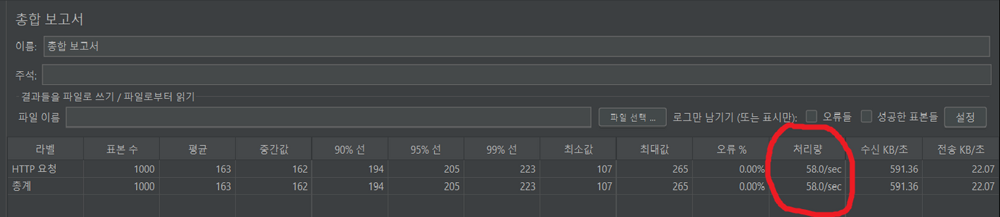 총합 보고서
이름: 종합 보고서
주석:
결과들을 파일로 쓰기 / 파일로부터 읽기
파일 이름 파일 선택 ... 로그만 남기기 (또는 표시만): 오류들 성공한 표본들 설정
라벨 표본 수 평균 중간값 90% 선 95% 선 99% 선 최소값 최대값 오류 % 처리량 수신 KB/초 전송 KB/초
HTTP 요청 1000 163 162 194 205 223 107 265 0.00% 58.0/sec 591.36 22.07
총계 1000 163 162 194 205 223 107 265 0.00% 58.0/sec 591.36 22.07